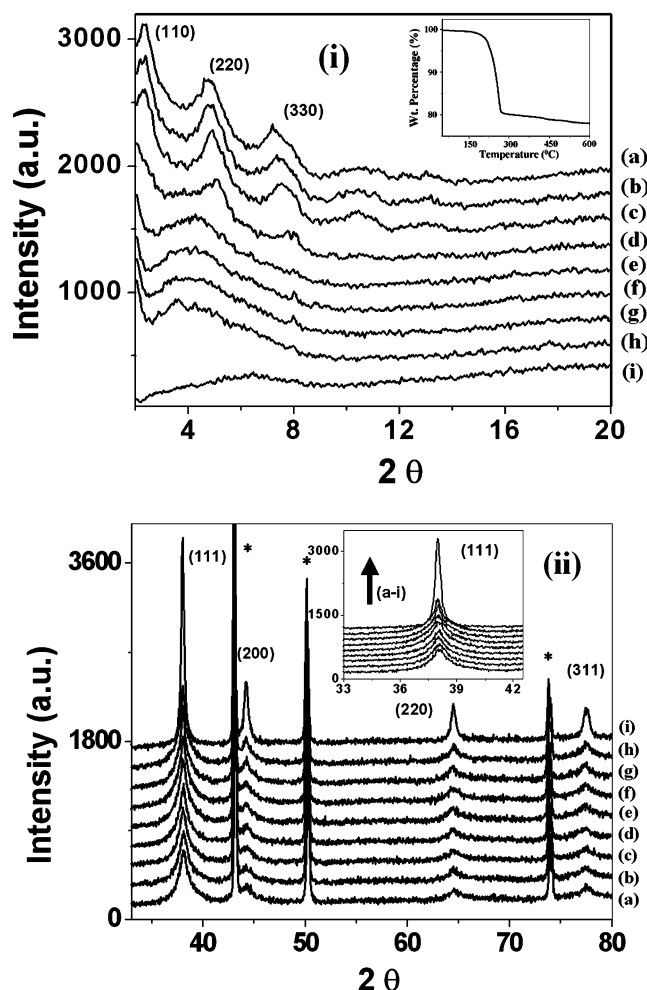 (i)
(110)
(220)
(330)
3000
2000
1000
Intensity (a.u.)
4
8
12
16
20
2 θ
(a)
(b)
(c)
(d)
(e)
(f)
(g)
(h)
(i)
100
90
80
Wt. Percentage (%)
150
300
450
600
Temperature (⁰C)
(ii)
(111)
*
*
(200)
(220)
*
(311)
3600
1800
0
Intensity (a.u.)
40
50
60
70
80
2 θ
(i)
(h)
(g)
(f)
(e)
(d)
(c)
(b)
(a)
3000
1500
0
(a-i)
(111)
33
36
39
42